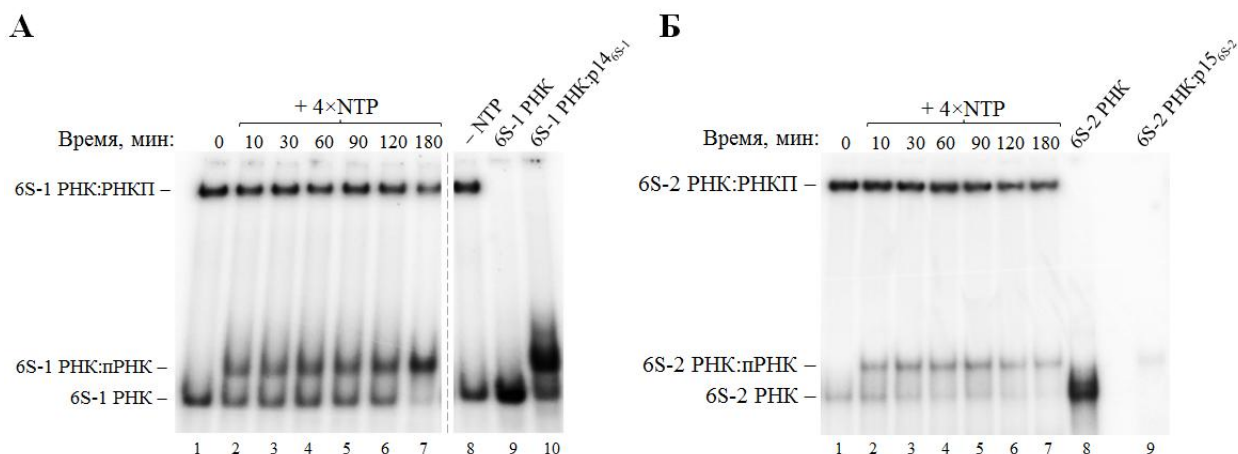 А
+ 4×NTP
– NTP
6S-1 РНК
6S-1 РНК:p14 6S-1
Время, мин: 0 10 30 60 90 120 180
6S-1 РНК:РНКП –
6S-1 РНК:пРНК –
6S-1 РНК –
1 2 3 4 5 6 7 8 9 10
Б
+ 4×NTP
6S-2 РНК
6S-2 РНК:p15 6S-2
Время, мин: 0 10 30 60 90 120 180
6S-2 РНК:РНКП –
6S-2 РНК:пРНК –
6S-2 РНК –
1 2 3 4 5 6 7 8 9